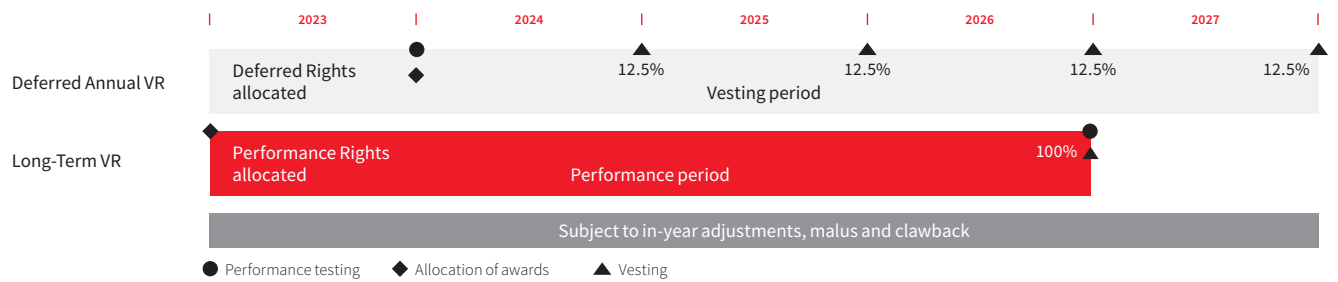 2023 2024 2025 2026 2027
Deferred Annual VR
Deferred Rights
allocated
12.5% 12.5% 12.5% 12.5%
Vesting period
Long-Term VR
Performance Rights
allocated
100%
Performance period
Subject to in-year adjustments, malus and clawback
Performance testing Allocation of awards Vesting